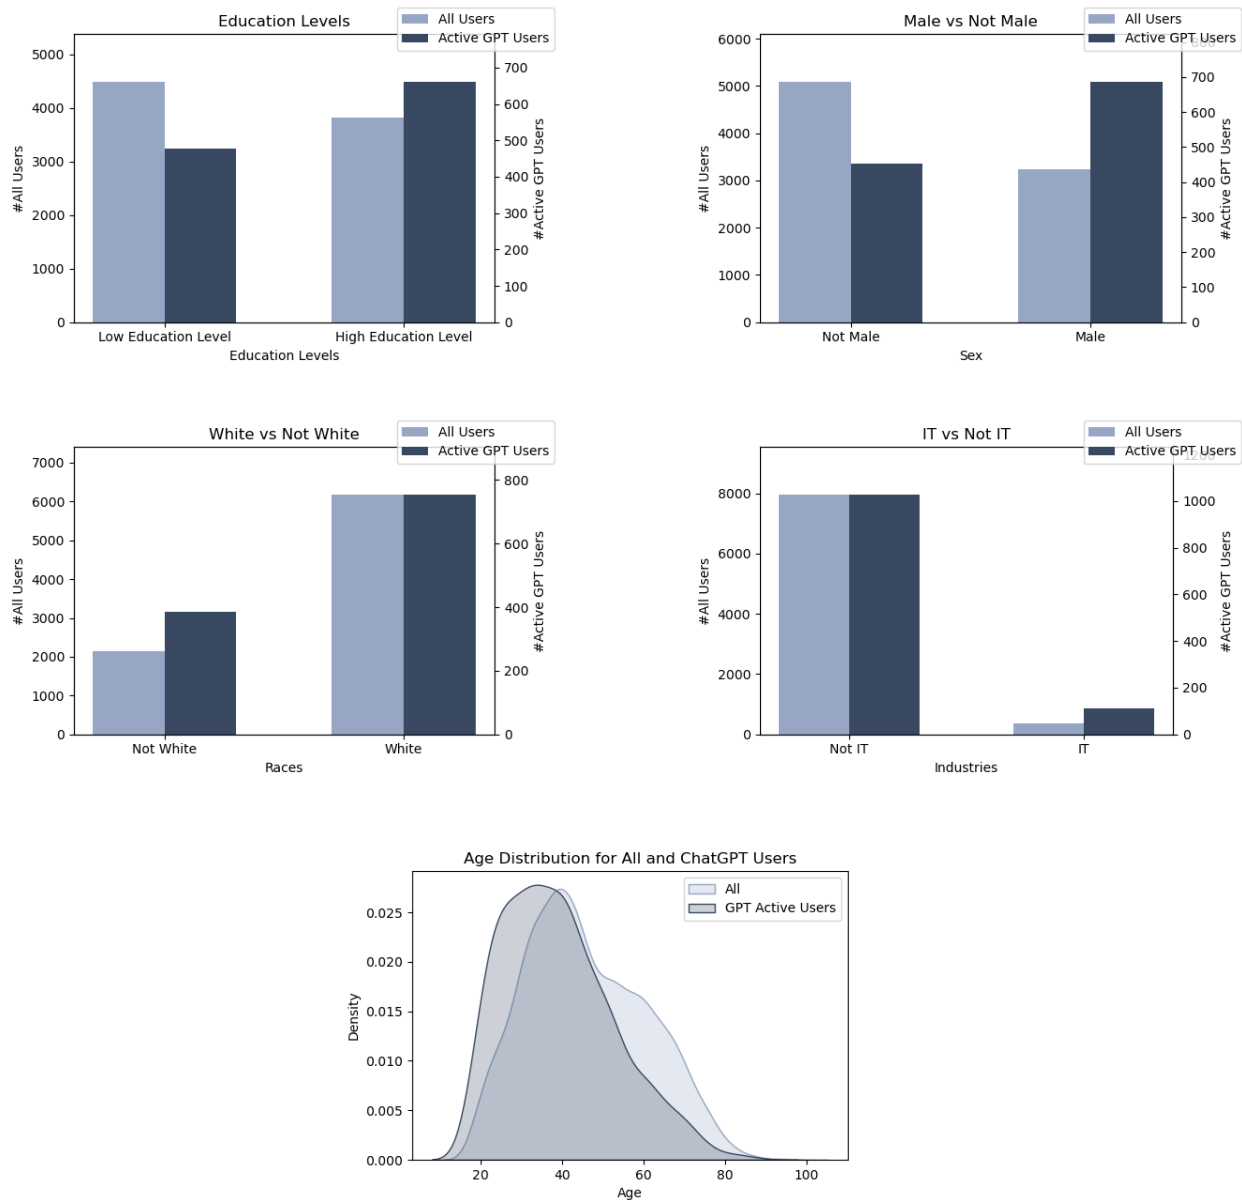 Education Levels
All Users
Active GPT Users
5000
4000
3000
2000
1000
0
#All Users
700
600
500
400
300
200
100
0
#Active GPT Users
Low Education Level
High Education Level
Education Levels
Male vs Not Male
All Users
Active GPT Users
6000
5000
4000
3000
2000
1000
0
#All Users
800
700
600
500
400
300
200
100
0
#Active GPT Users
Not Male
Male
Sex
White vs Not White
All Users
Active GPT Users
7000
6000
5000
4000
3000
2000
1000
0
#All Users
800
600
400
200
0
#Active GPT Users
Not White
White
Races
IT vs Not IT
All Users
Active GPT Users
8000
6000
4000
2000
0
#All Users
1200
1000
800
600
400
200
0
#Active GPT Users
Not IT
IT
Industries
Age Distribution for All and ChatGPT Users
All
GPT Active Users
0.025
0.020
0.015
0.010
0.005
0.000
Density
20
40
60
80
100
Age